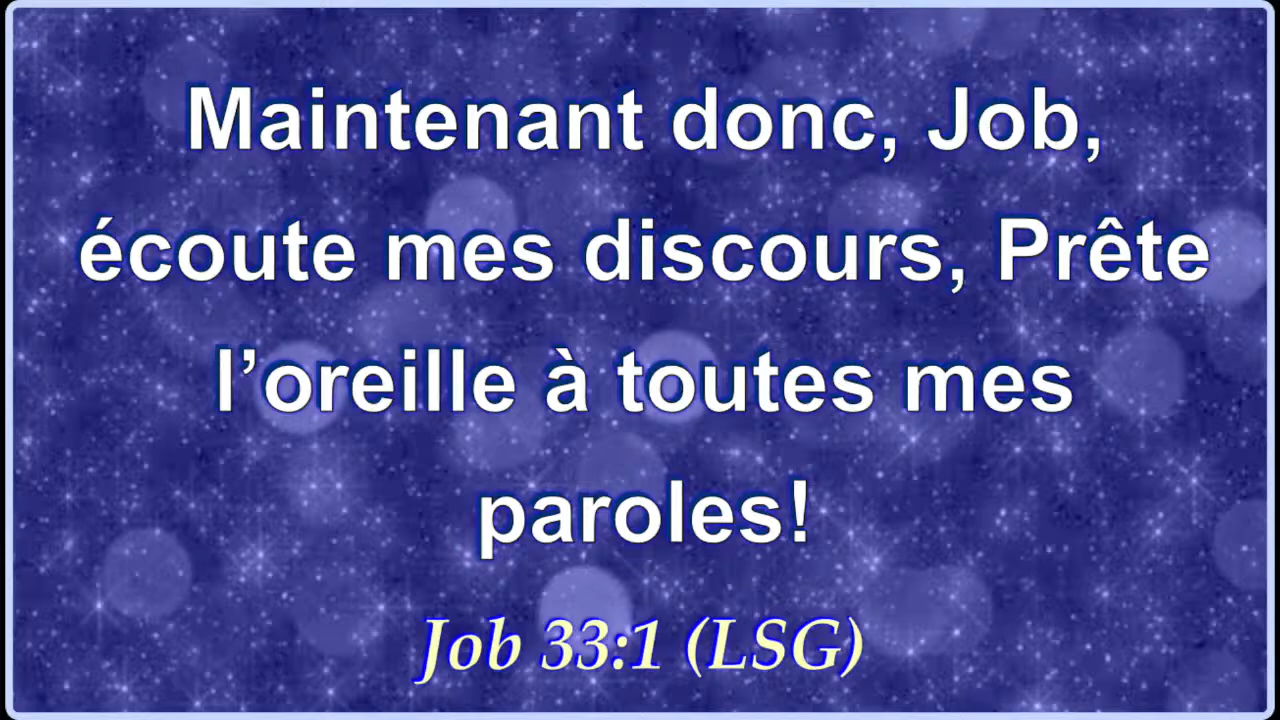 Maintenant donc, Job,
écoute mes discours, Prête
l’oreille à toutes mes
paroles!
Job 33:1 (LSG)